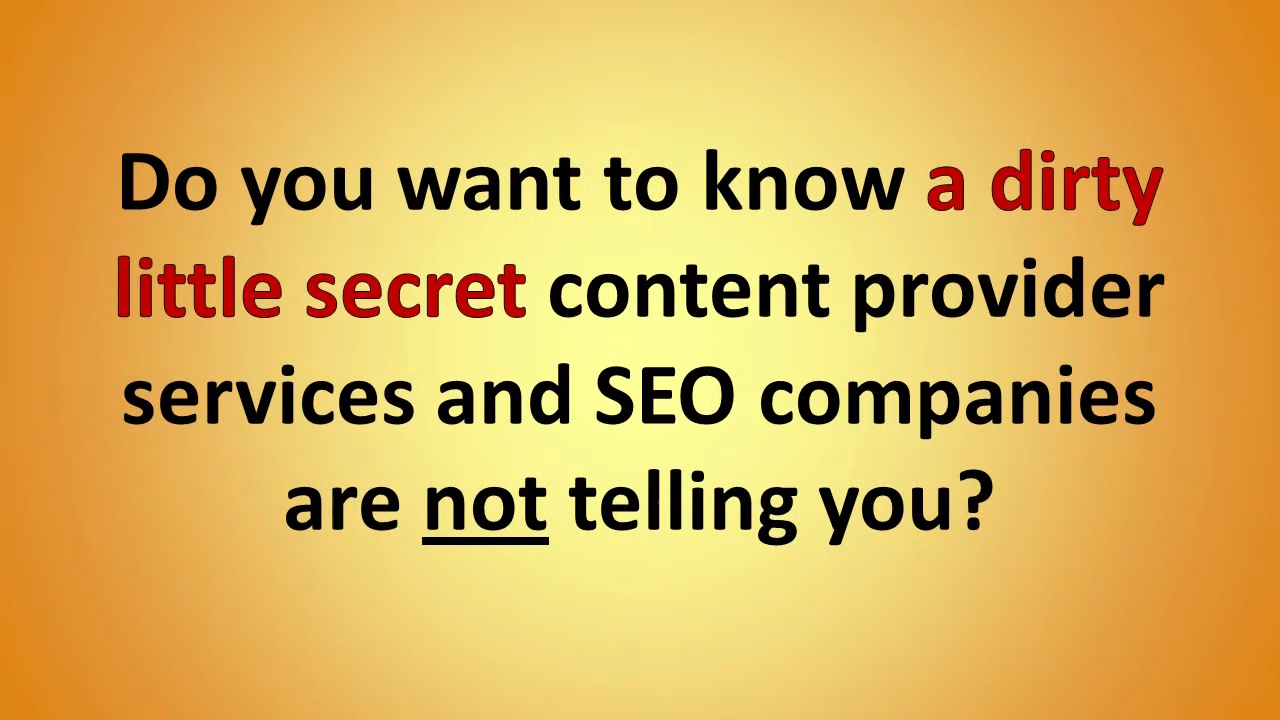 Do you want to know a dirty
little secret content provider
services and SEO companies
are not telling you?